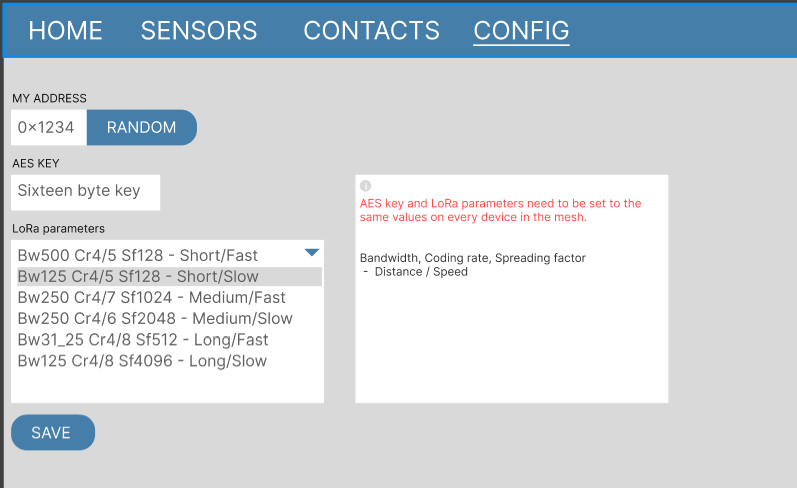 HOME SENSORS CONTACTS CONFIG
MY ADDRESS
0×1234 RANDOM
AES KEY
Sixteen byte key
LoRa parameters
Bw500 Cr4/5 Sf128 - Short/Fast
Bw125 Cr4/5 Sf128 - Short/Slow
Bw250 Cr4/7 Sf1024 - Medium/Fast
Bw250 Cr4/6 Sf2048 - Medium/Slow
Bw31_25 Cr4/8 Sf512 - Long/Fast
Bw125 Cr4/8 Sf4096 - Long/Slow
SAVE
i
AES key and LoRa parameters need to be set to the
same values on every device in the mesh.
Bandwidth, Coding rate, Spreading factor
- Distance / Speed